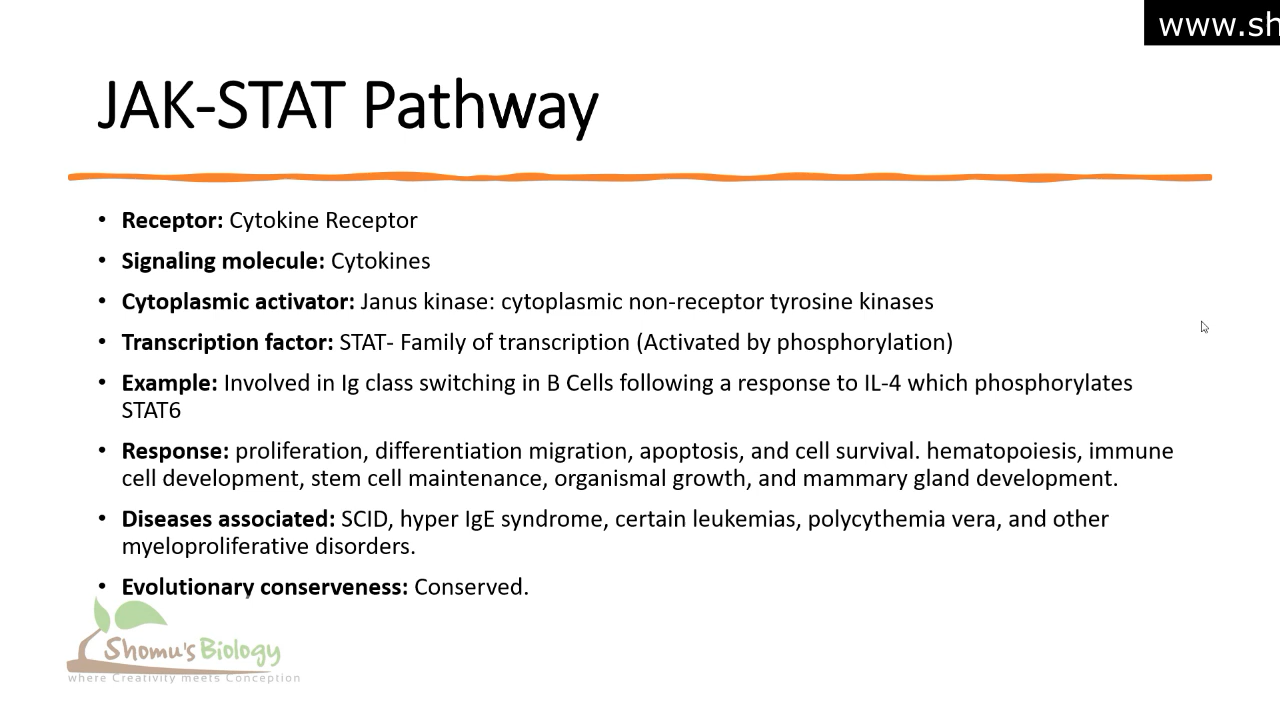 www.sh
JAK-STAT Pathway
• Receptor: Cytokine Receptor
• Signaling molecule: Cytokines
• Cytoplasmic activator: Janus kinase: cytoplasmic non-receptor tyrosine kinases
• Transcription factor: STAT- Family of transcription (Activated by phosphorylation)
• Example: Involved in Ig class switching in B Cells following a response to IL-4 which phosphorylates
STAT6
• Response: proliferation, differentiation migration, apoptosis, and cell survival. hematopoiesis, immune
cell development, stem cell maintenance, organismal growth, and mammary gland development.
• Diseases associated: SCID, hyper IgE syndrome, certain leukemias, polycythemia vera, and other
myeloproliferative disorders.
• Evolutionary conserveness: Conserved.
Shomu's Biology
where Creativity meets Conception